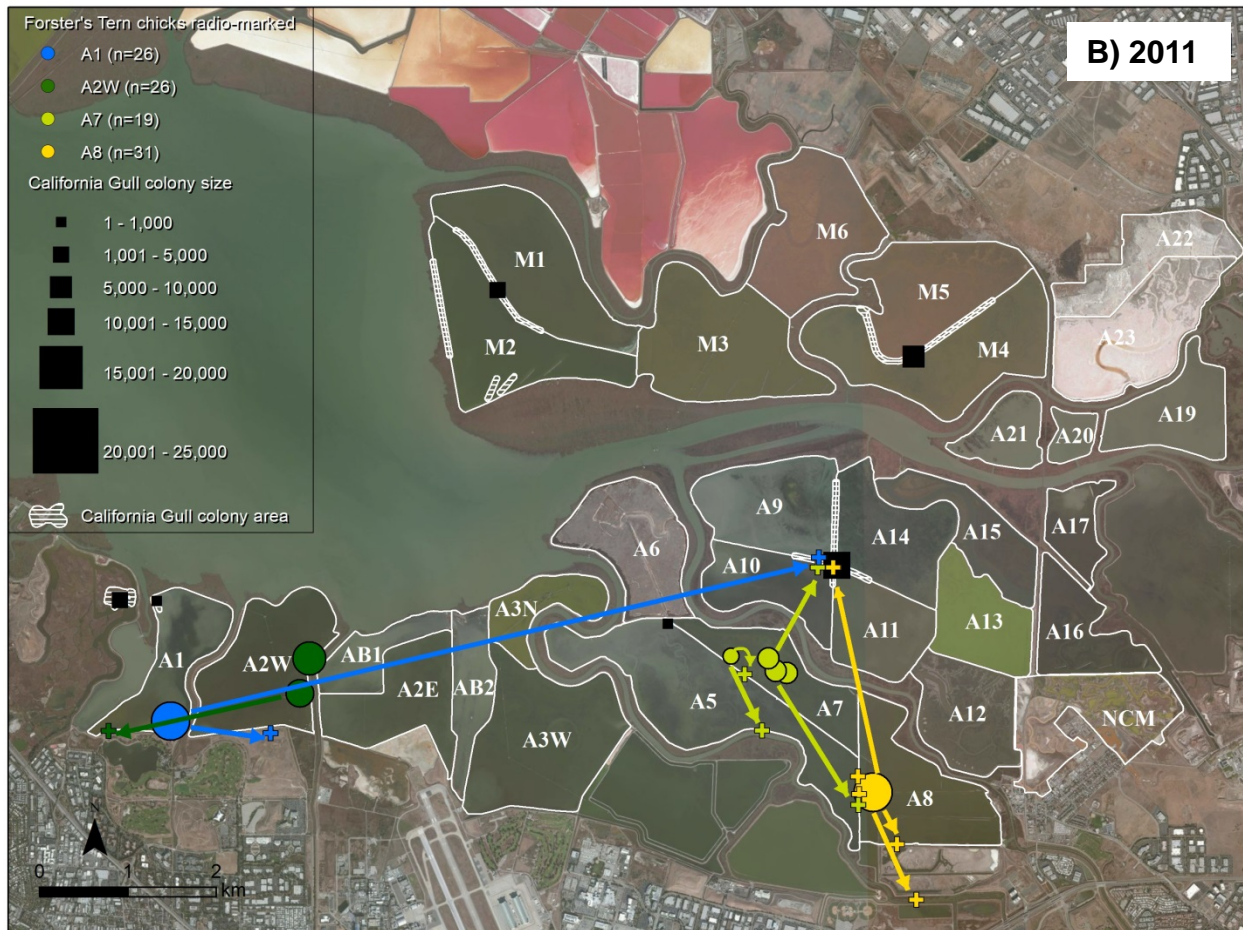 B) 2011
Forster's Tern chicks radio-marked
A1 (n=26)
A2W (n=26)
A7 (n=19)
A8 (n=31)
California Gull colony size
1 - 1,000
1,001 - 5,000
5,000 - 10,000
10,001 - 15,000
15,001 - 20,000
20,001 - 25,000
California Gull colony area
M6
M1
M5
A22
M2
M3
M4
A23
A19
A21
A20
A9
A14
A15
A17
A6
A10
A3N
A1
A2W
AB1
A11
A13
A16
A2E
AB2
A5
A7
A12
NCM
A3W
A8
N
0 1 2
km